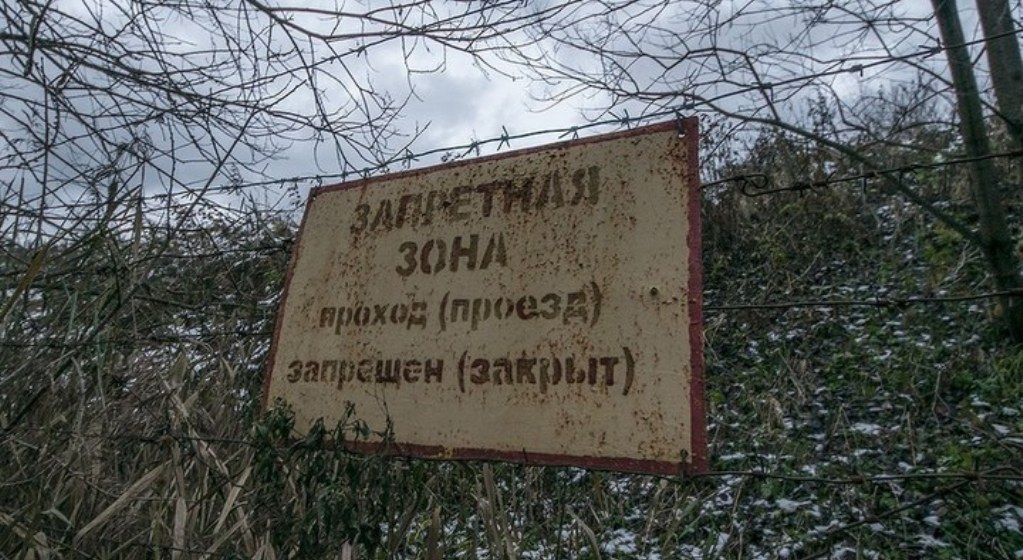 ЗАПРЕТНАЯ
ЗОНА
проход (проезд)
запрещен (закрыт)